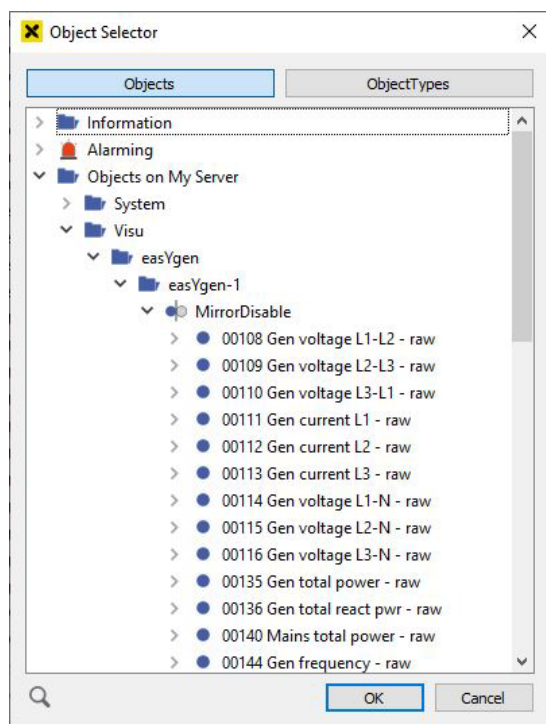 Object Selector
Objects ObjectTypes
Information
Alarming
Objects on My Server
System
Visu
easYgen
easYgen-1
MirrorDisable
00108 Gen voltage L1-L2 - raw
00109 Gen voltage L2-L3 - raw
00110 Gen voltage L3-L1 - raw
00111 Gen current L1 - raw
00112 Gen current L2 - raw
00113 Gen current L3 - raw
00114 Gen voltage L1-N - raw
00115 Gen voltage L2-N - raw
00116 Gen voltage L3-N - raw
00135 Gen total power - raw
00136 Gen total react pwr - raw
00140 Mains total power - raw
00144 Gen frequency - raw
OK Cancel